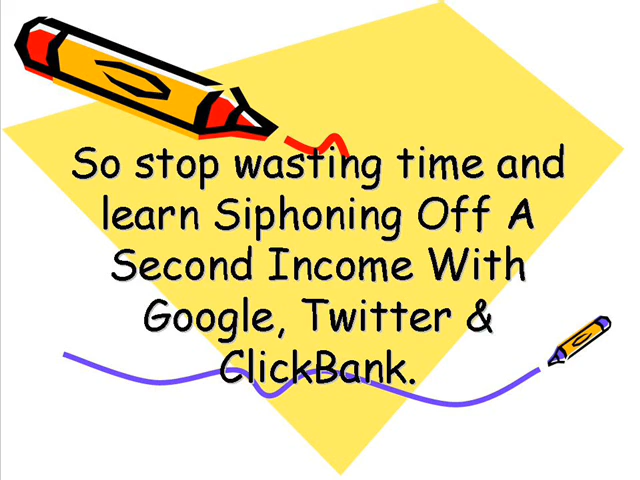 So stop wasting time and
learn Siphoning Off A
Second Income With
Google, Twitter &
ClickBank.